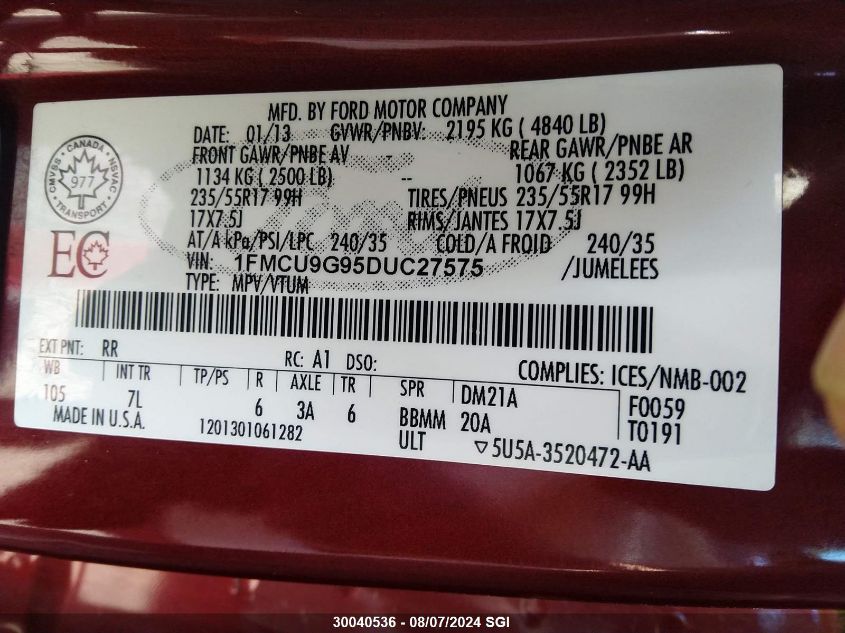 MFD. BY FORD MOTOR COMPANY
DATE: 01/13 GVWR/PNBV: 2195 KG ( 4840 LB)
FRONT GAWR/PNBE AV REAR GAWR/PNBE AR
1134 KG ( 2500 LB) -- 1067 KG ( 2352 LB)
235/55R17 99H TIRES/PNEUS 235/55R17 99H
17X7.5J RIMS/JANTES 17X7.5J
AT/A kPa/PSI/LPC 240/35 COLD/A FROID 240/35
VIN: 1FMCU9G95DUC27575 /JUMELEES
TYPE: MPV/VTUM
CMVSS CANADA NSVAC
977
TRANSPORT
EC
EXT PNT: RR RC: A1 DSO: COMPLIES: ICES/NMB-002
WB INT TR TP/PS R AXLE TR SPR DM21A F0059
105 7L 6 3A 6 BBMM 20A T0191
MADE IN U.S.A. 1201301061282 ULT ▽5U5A-3520472-AA
30040536 - 08/07/2024 SGI